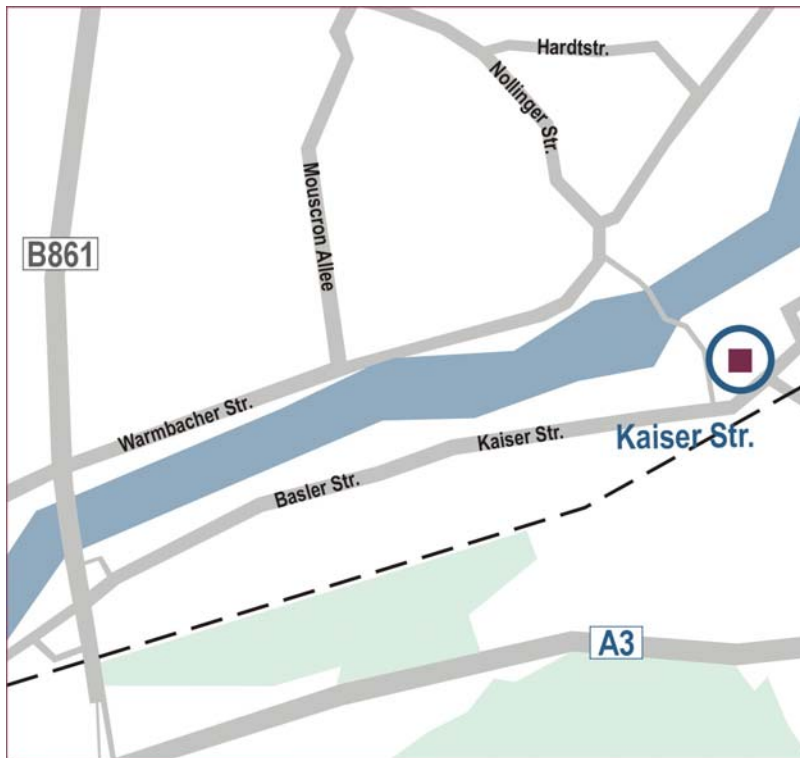 Hardtstr.
Nollinger Str.
Mouscron Allee
B861
Warmbacher Str.
Kaiser Str.
Kaiser Str.
Basler Str.
A3